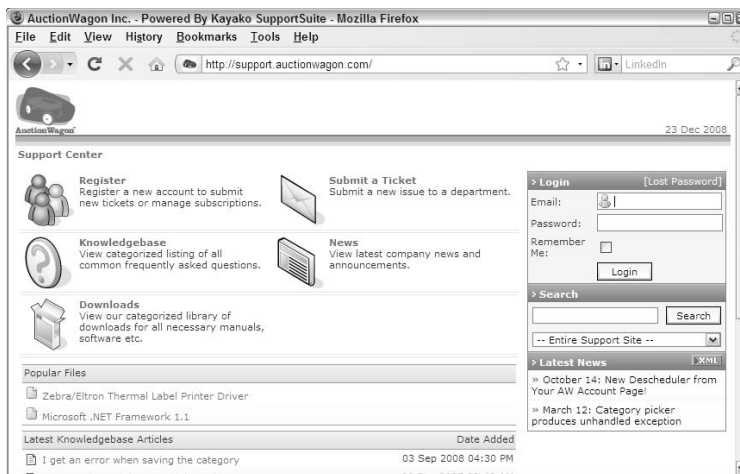 AuctionWagon Inc. - Powered By Kayako SupportSuite - Mozilla Firefox
File Edit View History Bookmarks Tools Help
http://support.auctionwagon.com/
LinkedIn
AuctionWagon
23 Dec 2008
Support Center
Register
Register a new account to submit
new tickets or manage subscriptions.
Submit a Ticket
Submit a new issue to a department.
Knowledgebase
View categorized listing of all
common frequently asked questions.
News
View latest company news and
announcements.
Downloads
View our categorized library of
downloads for all necessary manuals,
software etc.
Popular Files
Zebra/Eltron Thermal Label Printer Driver
Microsoft .NET Framework 1.1
Latest Knowledgebase Articles Date Added
I get an error when saving the category 03 Sep 2008 04:30 PM
> Login [Lost Password]
Email:
Password:
Remember
Me:
Login
> Search
Search
-- Entire Support Site --
> Latest News XML
» October 14: New Descheduler from
Your AW Account Page!
» March 12: Category picker
produces unhandled exception